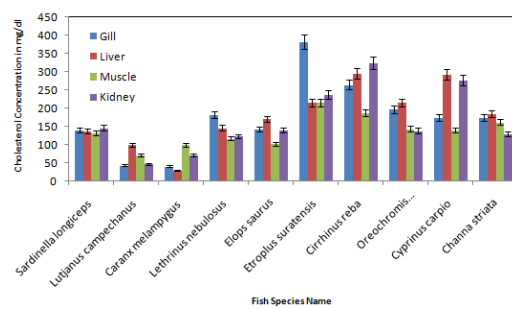 450
400
350
300
250
200
150
100
50
0
Cholesterol Concentration in mg/dl
Gill
Liver
Muscle
Kidney
Sardinella longiceps
Lutjanus campechanus
Caranx melampygus
Lethrinus nebulosus
Elops saurus
Etroplus suratensis
Cirrhinus reba
Oreochromis...
Cyprinus carpio
Channa striata
Fish Species Name